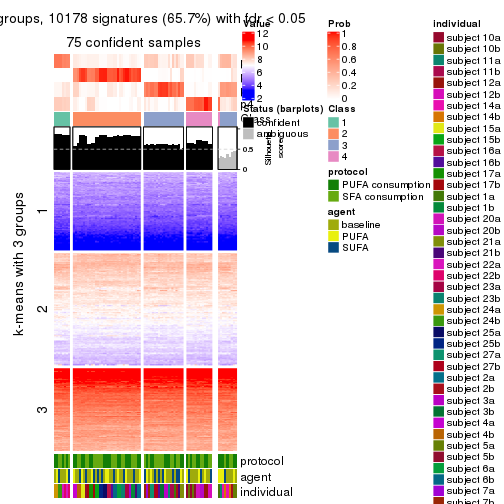 groups, 10178 signatures (65.7%) with fdr < 0.05
75 confident samples
k-means with 3 groups
1
2
3
p4
Class
1
0.5
0
Silhouette
score
protocol
agent
individual
Value
12
10
8
6
4
2
Status (barplots)
confident
ambiguous
Prob
1
0.8
0.6
0.4
0.2
0
Class
1
2
3
4
protocol
PUFA consumption
SFA consumption
agent
baseline
PUFA
SUFA
individual
subject 10a
subject 10b
subject 11a
subject 11b
subject 12a
subject 12b
subject 14a
subject 14b
subject 15a
subject 15b
subject 16a
subject 16b
subject 17a
subject 17b
subject 1a
subject 1b
subject 20a
subject 20b
subject 21a
subject 21b
subject 22a
subject 22b
subject 23a
subject 23b
subject 24a
subject 24b
subject 25a
subject 25b
subject 27a
subject 27b
subject 2a
subject 2b
subject 3a
subject 3b
subject 4a
subject 4b
subject 5a
subject 5b
subject 6a
subject 6b
subject 7a
subject 7b